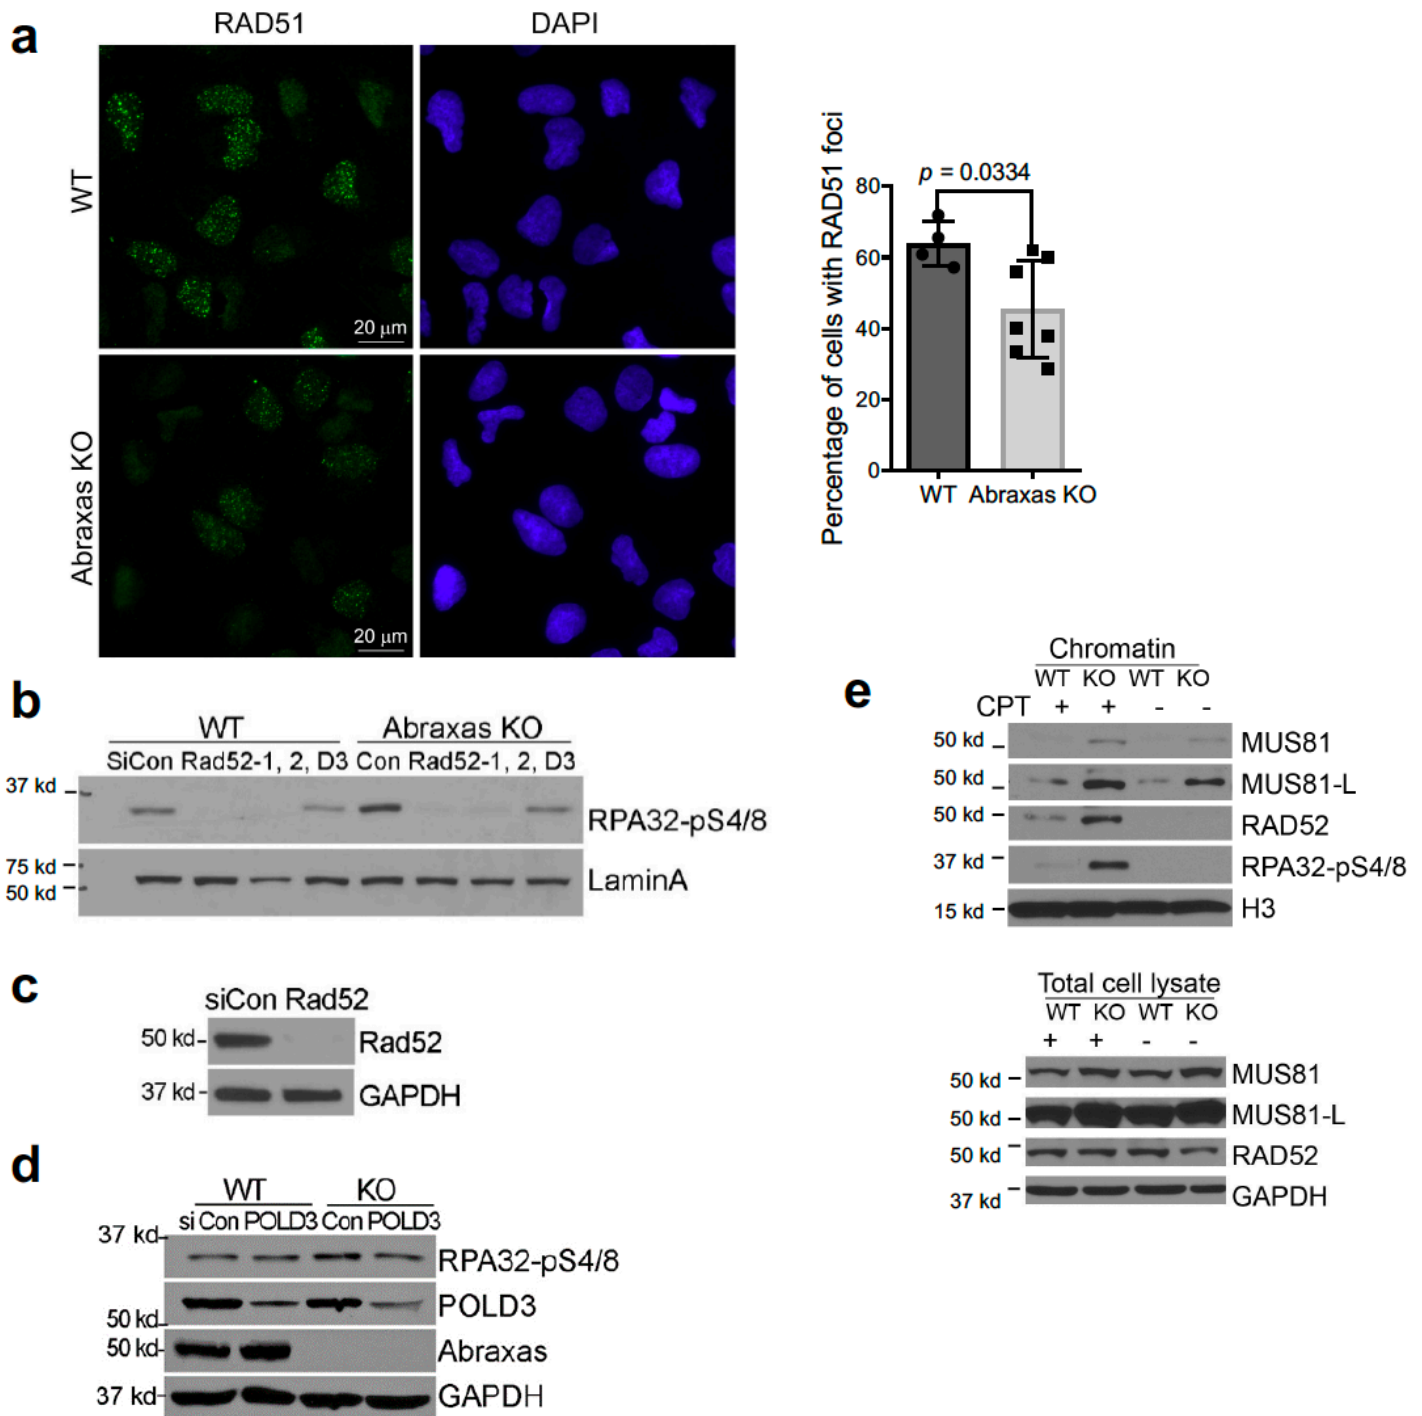 a
RAD51
DAPI
WT
20 μm
Abraxas KO
20 μm
Percentage of cells with RAD51 foci
p = 0.0334
80
60
40
20
0
WT Abraxas KO
b
WT Abraxas KO
SiCon Rad52-1, 2, D3 Con Rad52-1, 2, D3
37 kd
RPA32-pS4/8
75 kd
50 kd
LaminA
c
siCon Rad52
50 kd
Rad52
37 kd
GAPDH
d
WT KO
si Con POLD3 Con POLD3
37 kd
RPA32-pS4/8
50 kd
POLD3
50 kd
Abraxas
37 kd
GAPDH
e
Chromatin
WT KO WT KO
CPT + + - -
50 kd
MUS81
50 kd
MUS81-L
50 kd
RAD52
37 kd
RPA32-pS4/8
15 kd
H3
Total cell lysate
WT KO WT KO
+ + - -
50 kd
MUS81
50 kd
MUS81-L
50 kd
RAD52
37 kd
GAPDH